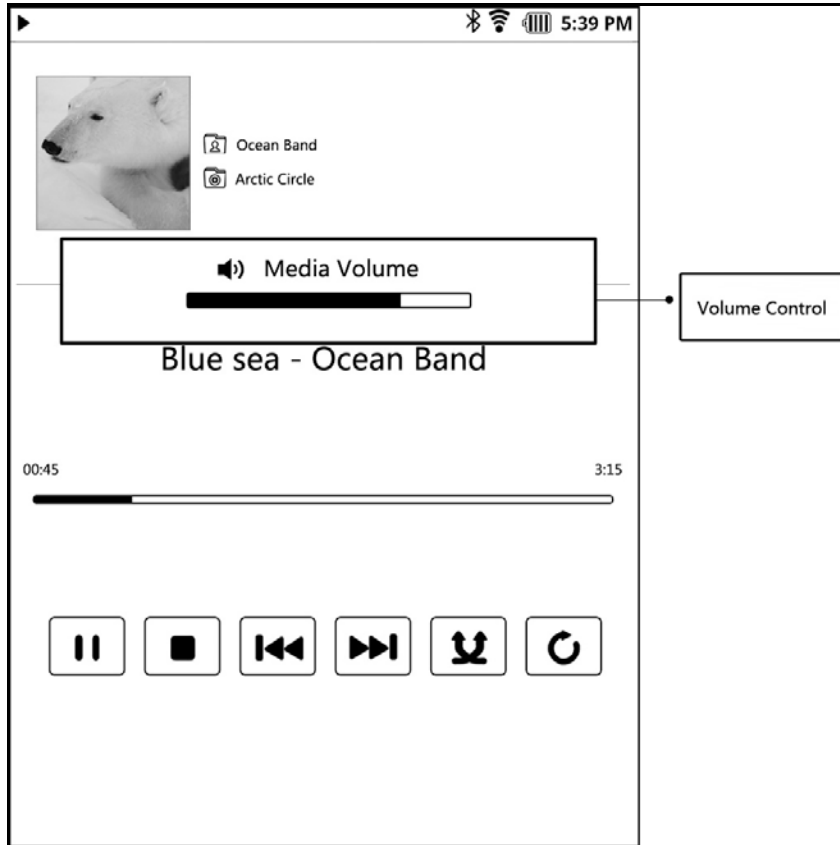 5:39 PM
Ocean Band
Arctic Circle
Media Volume
Volume Control
Blue sea - Ocean Band
00:45 3:15